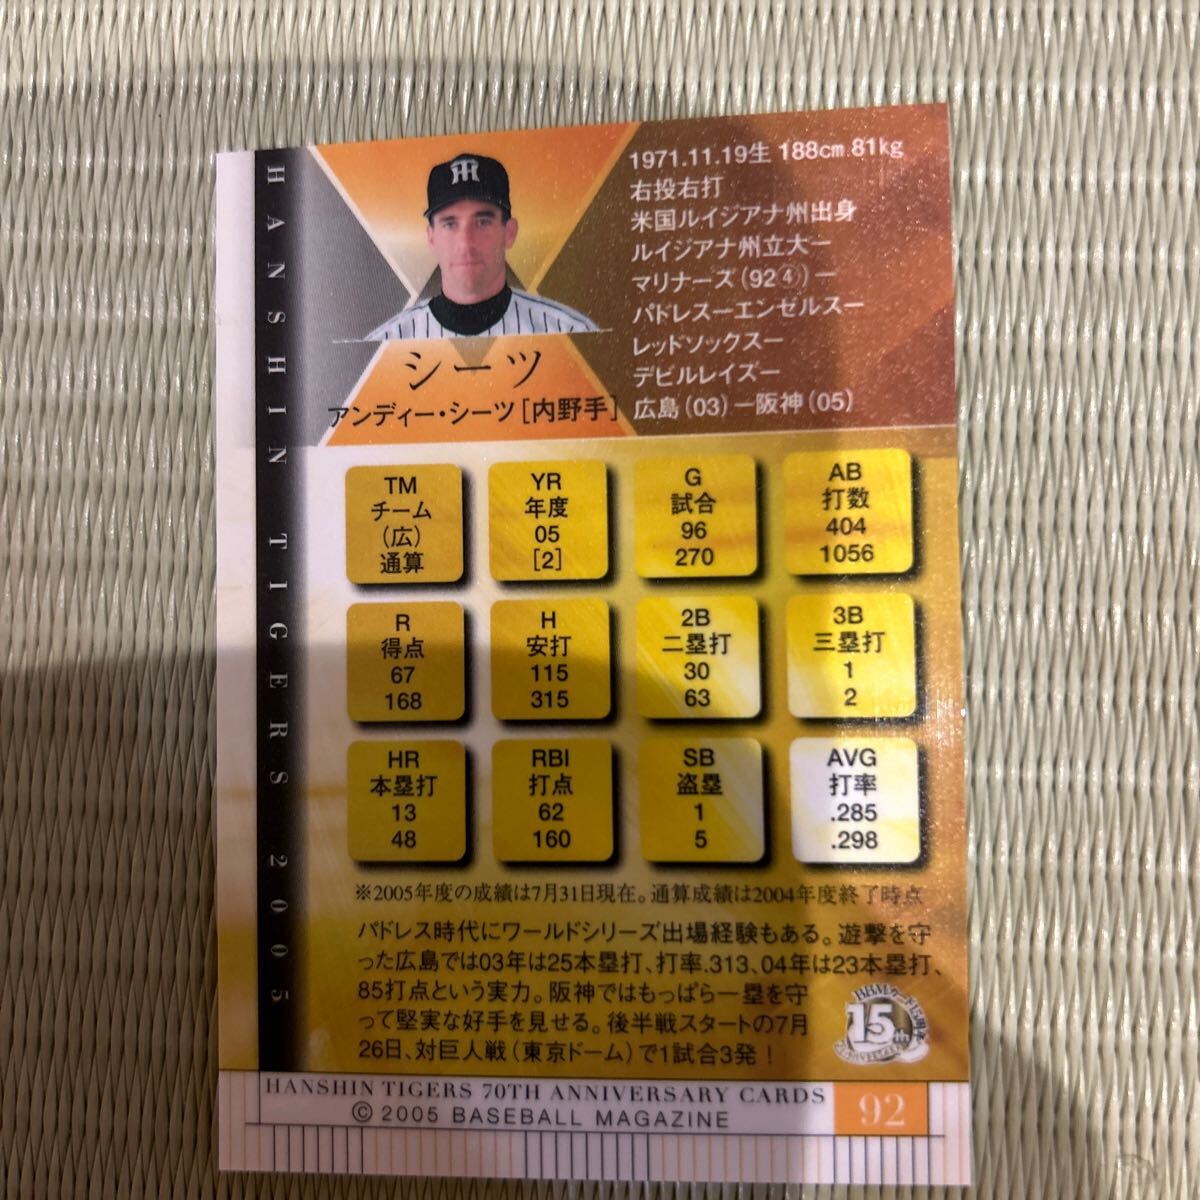 HANSHIN TIGERS 2005
1971.11.19生 188cm.81kg
右投右打
米国ルイジアナ州出身
ルイジアナ州立大ー
マリナーズ(92④)ー
パドレスーエンゼルスー
レッドソックスー
デビルレイズー
広島(03)ー阪神(05)
シーツ
アンディー・シーツ[内野手]
TM
チーム
(広)
通算
YR
年度
05
[2]
G
試合
96
270
AB
打数
404
1056
R
得点
67
168
H
安打
115
315
2B
二塁打
30
63
3B
三塁打
1
2
HR
本塁打
13
48
RBI
打点
62
160
SB
盗塁
1
5
AVG
打率
.285
.298
※2005年度の成績は7月31日現在。通算成績は2004年度終了時点
パドレス時代にワールドシリーズ出場経験もある。遊撃を守
った広島では03年は25本塁打、打率.313、04年は23本塁打、
85打点という実力。阪神ではもっぱら一塁を守
って堅実な好手を見せる。後半戦スタートの7月
26日、対巨人戦(東京ドーム)で1試合3発!
BBMカード15周年
15th
ANNIVERSARY
HANSHIN TIGERS 70TH ANNIVERSARY CARDS
© 2005 BASEBALL MAGAZINE
92